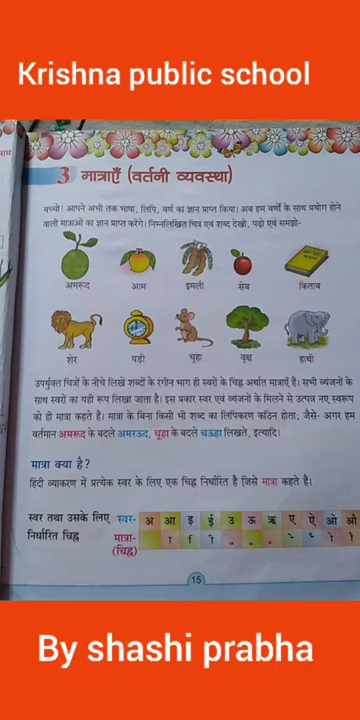 Krishna public school
3 मात्राएँ (वर्तनी व्यवस्था)
बच्चो! आपने अभी तक भाषा, लिपि, वर्ण का ज्ञान प्राप्त किया। अब हम वर्णों के साथ प्रयोग होने
वाली मात्राओं का ज्ञान प्राप्त करेंगे। निम्नलिखित चित्र एवं शब्द देखो, पढ़ो एवं समझो-
अमरूद आम इमली सेब किताब
शेर घड़ी चूहा वृक्ष हाथी
उपर्युक्त चित्रों के नीचे लिखे शब्दों के रंगीन भाग ही स्वरों के चिह्न अर्थात मात्राएँ हैं। सभी व्यंजनों के
साथ स्वरों का यही रूप लिखा जाता है। इस प्रकार स्वर एवं व्यंजनों के मिलने से उत्पन्न नए स्वरूप
को ही मात्रा कहते हैं। मात्रा के बिना किसी भी शब्द का लिपिकरण कठिन होता; जैसे- अगर हम
वर्तमान अमरूद के बदले अमरऊद, चूहा के बदले चऊहा लिखते, इत्यादि।
मात्रा क्या है?
हिंदी व्याकरण में प्रत्येक स्वर के लिए एक चिह्न निर्धारित है जिसे मात्रा कहते हैं।
स्वर तथा उसके लिए स्वर- अ आ इ ई उ ऊ ऋ ए ऐ ओ औ
निर्धारित चिह्न मात्रा- ा ि ी ु ू ृ े ै ो ौ
(चिह्न)
15
By shashi prabha